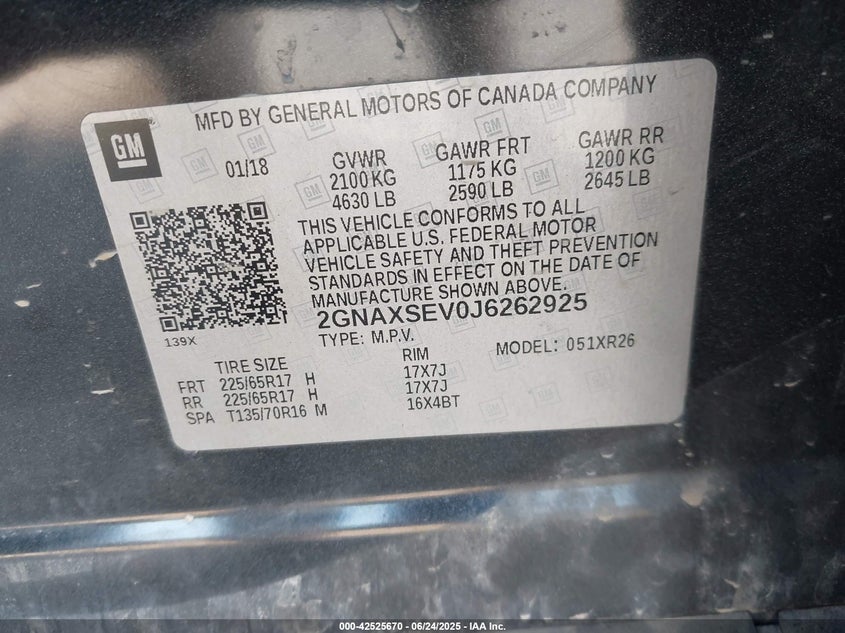 MFD BY GENERAL MOTORS OF CANADA COMPANY
GM
01/18
GVWR
2100 KG
4630 LB
GAWR FRT
1175 KG
2590 LB
GAWR RR
1200 KG
2645 LB
THIS VEHICLE CONFORMS TO ALL
APPLICABLE U.S. FEDERAL MOTOR
VEHICLE SAFETY AND THEFT PREVENTION
STANDARDS IN EFFECT ON THE DATE OF
MANUFACTURE SHOWN ABOVE.
2GNAXSEV0J6262925
139X
TYPE: M.P.V.
MODEL: 051XR26
TIRE SIZE RIM
FRT 225/65R17 H 17X7J
RR 225/65R17 H 17X7J
SPA T135/70R16 M 16X4BT
000-42525670 - 06/24/2025 - IAA Inc.